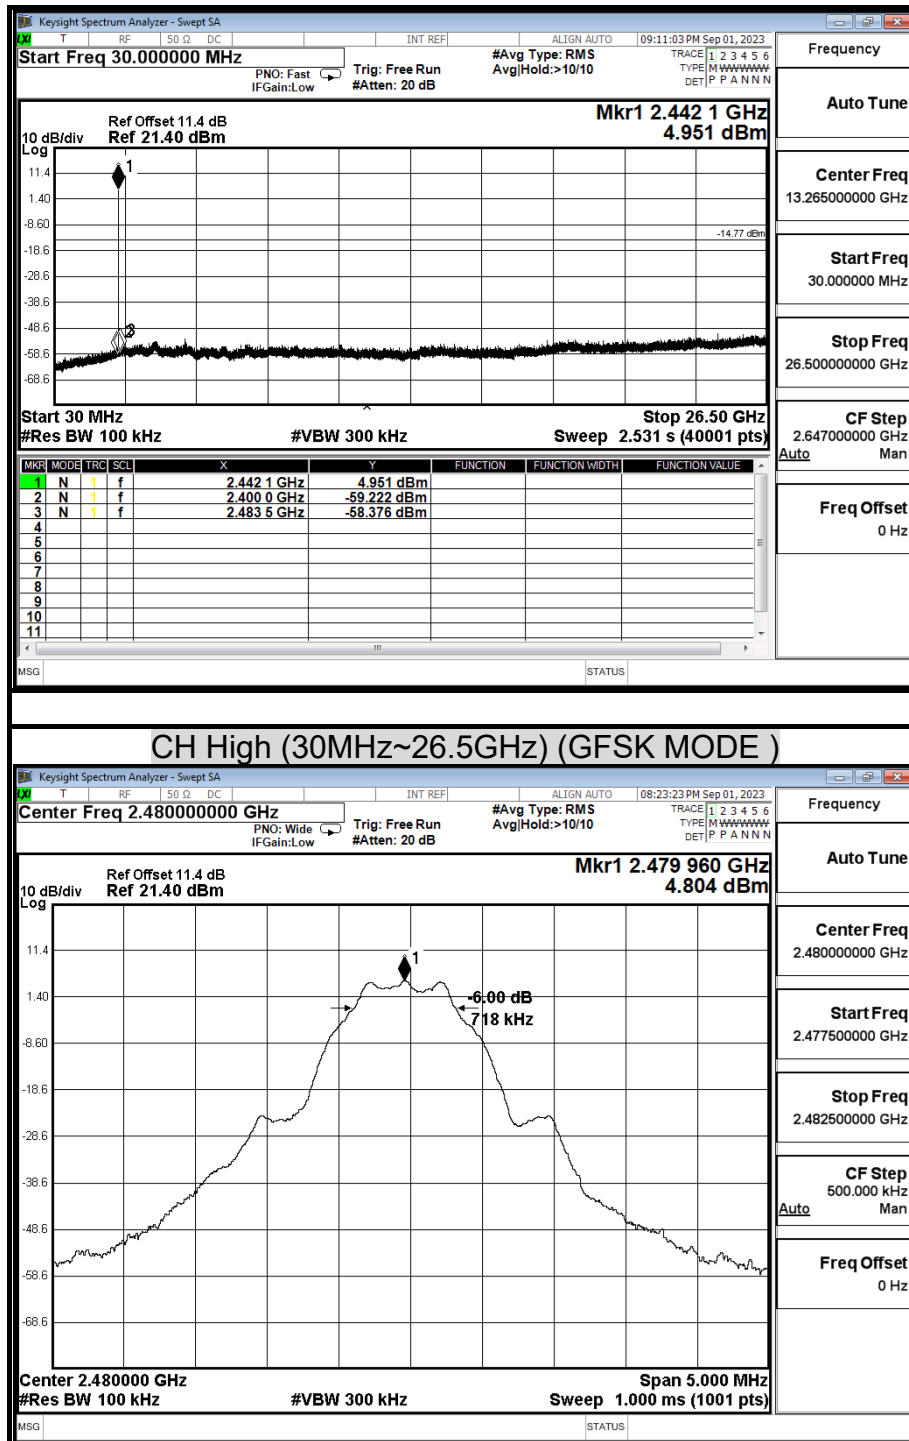 Keysight Spectrum Analyzer - Swept SA
LXI T RF 50 Ω DC INT REF ALIGN AUTO 09:11:03 PM Sep 01, 2023
Start Freq 30.000000 MHz
PNO: Fast
IFGain:Low
Trig: Free Run
#Atten: 20 dB
#Avg Type: RMS
Avg|Hold:>10/10
TRACE 1 2 3 4 5 6
TYPE M WWWWW
DET P P A N N N
Frequency
Auto Tune
Center Freq
13.265000000 GHz
Start Freq
30.000000 MHz
Stop Freq
26.500000000 GHz
CF Step
2.647000000 GHz
Auto Man
Freq Offset
0 Hz
Mkr1 2.442 1 GHz
4.951 dBm
Ref Offset 11.4 dB
10 dB/div Ref 21.40 dBm
Log
11.4
1.40
-8.60
-18.6
-28.6
-38.6
-48.6
-58.6
-68.6
1
-14.77 dBm
Start 30 MHz Stop 26.50 GHz
#Res BW 100 kHz #VBW 300 kHz Sweep 2.531 s (40001 pts)
MKR MODE TRC SCL X Y FUNCTION FUNCTION WIDTH FUNCTION VALUE
1 N 1 f 2.442 1 GHz 4.951 dBm
2 N 1 f 2.400 0 GHz -59.222 dBm
3 N 1 f 2.483 5 GHz -58.376 dBm
4
5
6
7
8
9
10
11
MSG STATUS
CH High (30MHz~26.5GHz) (GFSK MODE )
Keysight Spectrum Analyzer - Swept SA
LXI T RF 50 Ω DC INT REF ALIGN AUTO 08:23:23 PM Sep 01, 2023
Center Freq 2.480000000 GHz
PNO: Wide
IFGain:Low
Trig: Free Run
#Atten: 20 dB
#Avg Type: RMS
Avg|Hold:>10/10
TRACE 1 2 3 4 5 6
TYPE M WWWWW
DET P P A N N N
Frequency
Auto Tune
Center Freq
2.480000000 GHz
Start Freq
2.477500000 GHz
Stop Freq
2.482500000 GHz
CF Step
500.000 kHz
Auto Man
Freq Offset
0 Hz
Mkr1 2.479 960 GHz
4.804 dBm
Ref Offset 11.4 dB
10 dB/div Ref 21.40 dBm
Log
11.4
1.40
-8.60
-18.6
-28.6
-38.6
-48.6
-58.6
-68.6
1
-6.00 dB
718 kHz
Center 2.480000 GHz Span 5.000 MHz
#Res BW 100 kHz #VBW 300 kHz Sweep 1.000 ms (1001 pts)
MSG STATUS